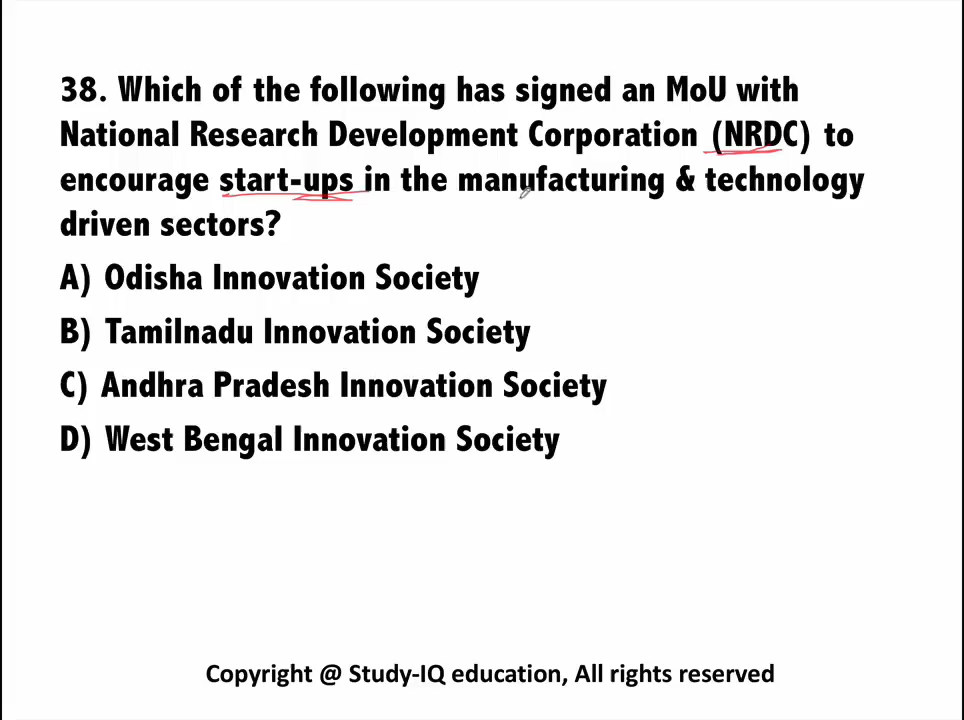 38. Which of the following has signed an MoU with
National Research Development Corporation (NRDC) to
encourage start-ups in the manufacturing & technology
driven sectors?
A) Odisha Innovation Society
B) Tamilnadu Innovation Society
C) Andhra Pradesh Innovation Society
D) West Bengal Innovation Society
Copyright @ Study-IQ education, All rights reserved